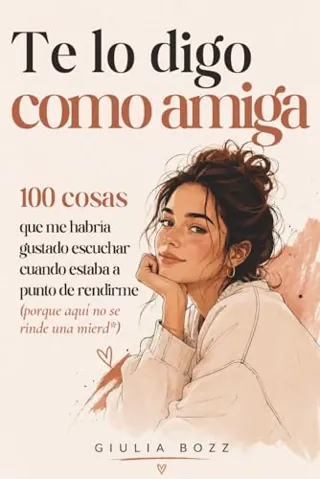 Te lo digo
como amiga
100 cosas
que me habría
gustado escuchar
cuando estaba a
punto de rendirme
(porque aquí no se
rinde una mierd*)
GIULIA BOZZ